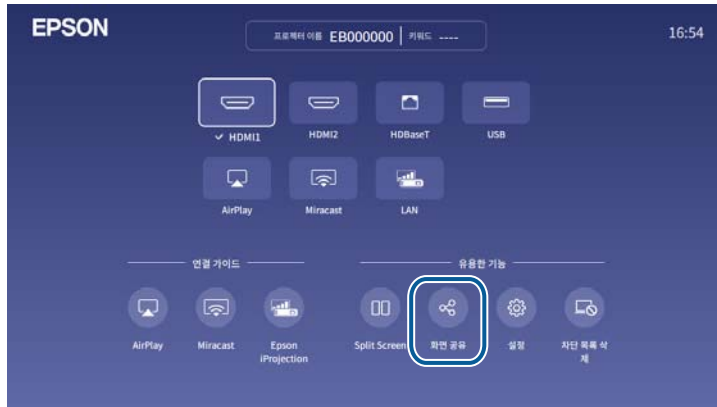 EPSON
프로젝터 이름 EB000000 | 키워드 ----
16:54
HDMI1
HDMI2
HDBaseT
USB
AirPlay
Miracast
LAN
연결 가이드
유용한 기능
AirPlay
Miracast
Epson
iProjection
Split Screen
화면 공유
설정
차단 목록 삭
제